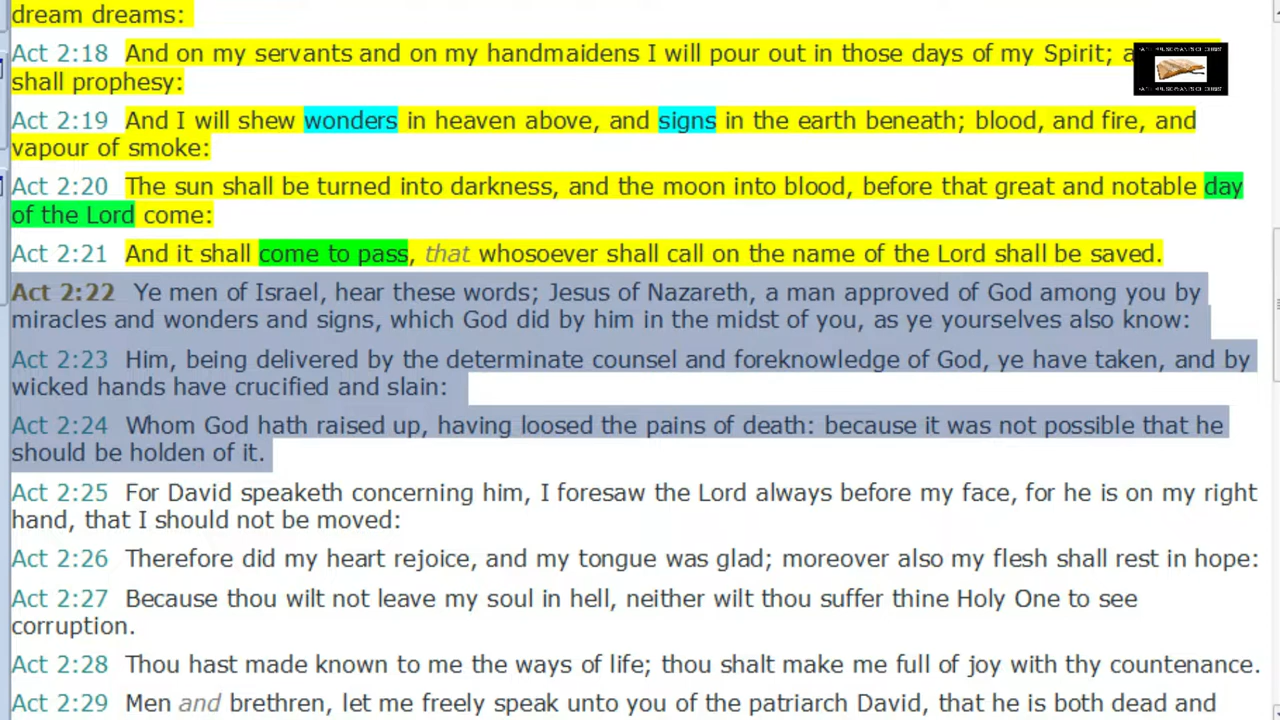 dream dreams:
Act 2:18 And on my servants and on my handmaidens I will pour out in those days of my Spirit;
shall prophesy:
Act 2:19 And I will shew wonders in heaven above, and signs in the earth beneath; blood, and fire, and
vapour of smoke:
Act 2:20 The sun shall be turned into darkness, and the moon into blood, before that great and notable day
of the Lord come:
Act 2:21 And it shall come to pass, that whosoever shall call on the name of the Lord shall be saved.
Act 2:22 Ye men of Israel, hear these words; Jesus of Nazareth, a man approved of God among you by
miracles and wonders and signs, which God did by him in the midst of you, as ye yourselves also know:
Act 2:23 Him, being delivered by the determinate counsel and foreknowledge of God, ye have taken, and by
wicked hands have crucified and slain:
Act 2:24 Whom God hath raised up, having loosed the pains of death: because it was not possible that he
should be holden of it.
Act 2:25 For David speaketh concerning him, I foresaw the Lord always before my face, for he is on my right
hand, that I should not be moved:
Act 2:26 Therefore did my heart rejoice, and my tongue was glad; moreover also my flesh shall rest in hope:
Act 2:27 Because thou wilt not leave my soul in hell, neither wilt thou suffer thine Holy One to see
corruption.
Act 2:28 Thou hast made known to me the ways of life; thou shalt make me full of joy with thy countenance.
Act 2:29 Men and brethren, let me freely speak unto you of the patriarch David, that he is both dead and